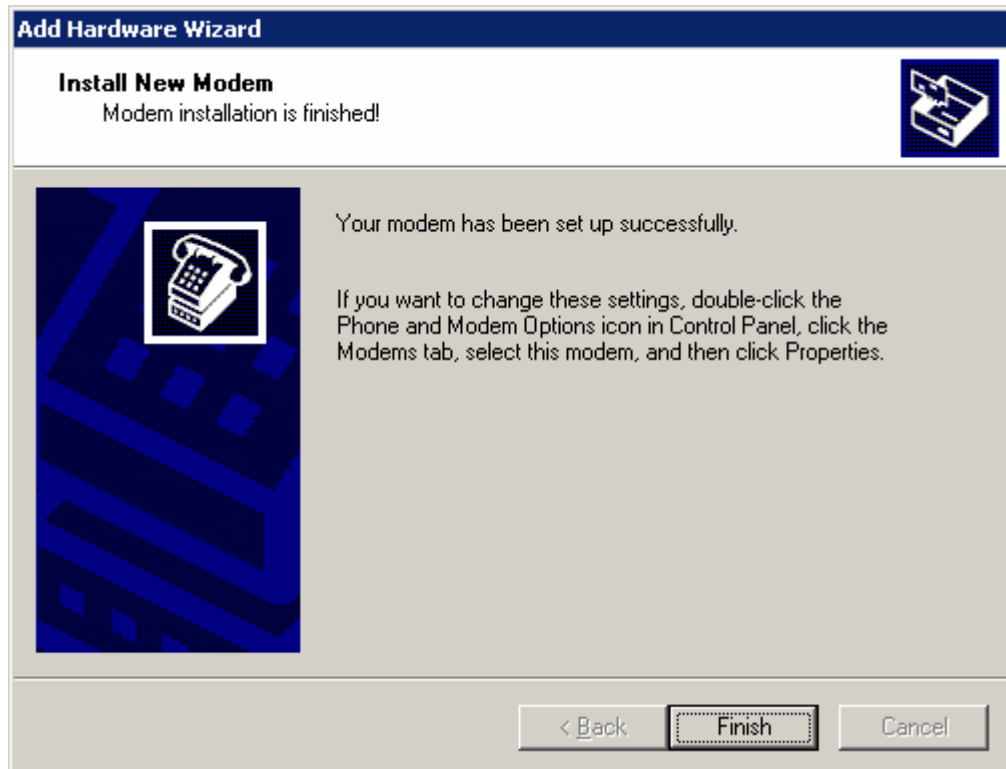 Add Hardware Wizard
Install New Modem
Modem installation is finished!
Your modem has been set up successfully.
If you want to change these settings, double-click the
Phone and Modem Options icon in Control Panel, click the
Modems tab, select this modem, and then click Properties.
< Back
Finish
Cancel